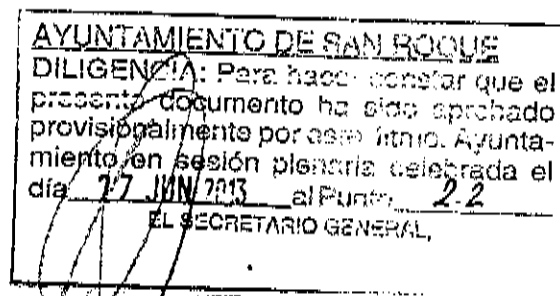 AYUNTAMIENTO DE SAN ROQUE
DILIGENCIA: Para hacer constar que el
presente documento ha sido aprobado
provisionalmente por este Iltmo. Ayunta-
miento en sesión plenaria celebrada el
día 27 JUN 2013 al Punto 2.2
EL SECRETARIO GENERAL,